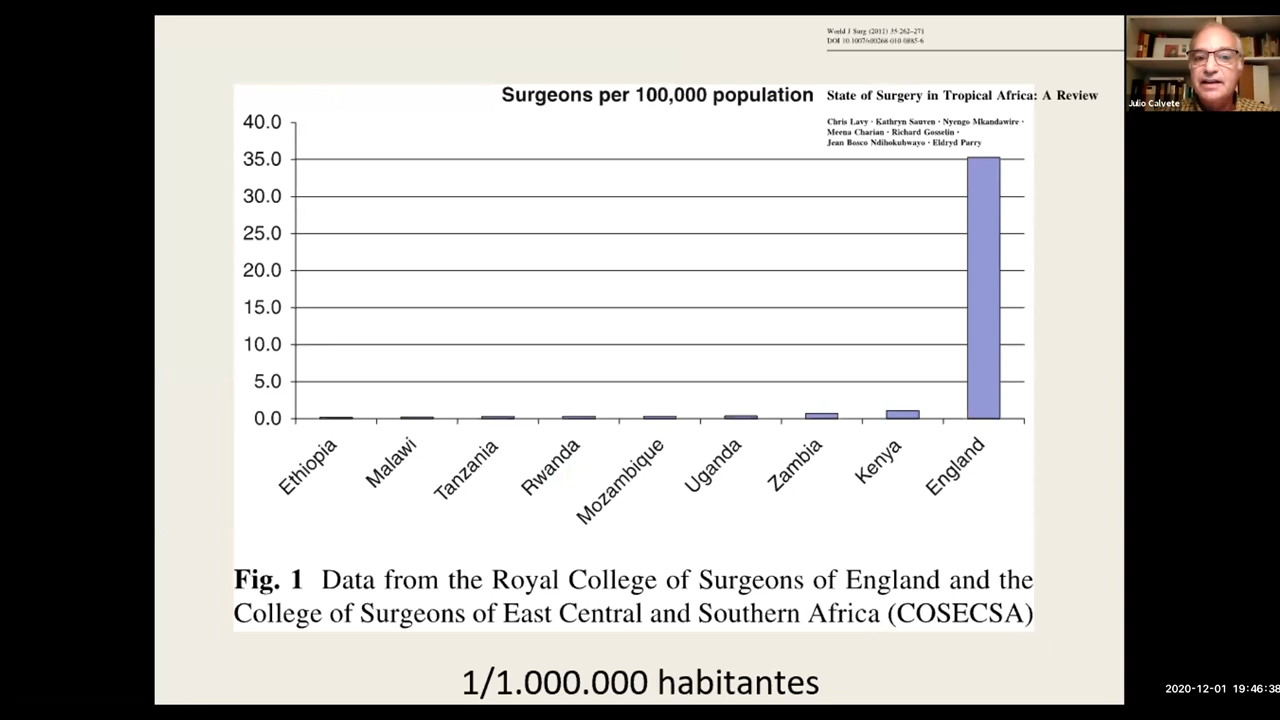 World J Surg (2011) 35:262–271
DOI 10.1007/s00268-010-0885-6
Surgeons per 100,000 population
State of Surgery in Tropical Africa: A Review
Chris Lavy · Kathryn Sauven · Nyengo Mkandawire ·
Meena Charian · Richard Gosselin ·
Jean Bosco Ndihokubwayo · Eldryd Parry
Julio Calvete
40.0
35.0
30.0
25.0
20.0
15.0
10.0
5.0
0.0
Ethiopia
Malawi
Tanzania
Rwanda
Mozambique
Uganda
Zambia
Kenya
England
Fig. 1 Data from the Royal College of Surgeons of England and the
College of Surgeons of East Central and Southern Africa (COSECSA)
1/1.000.000 habitantes
2020-12-01 19:46:38